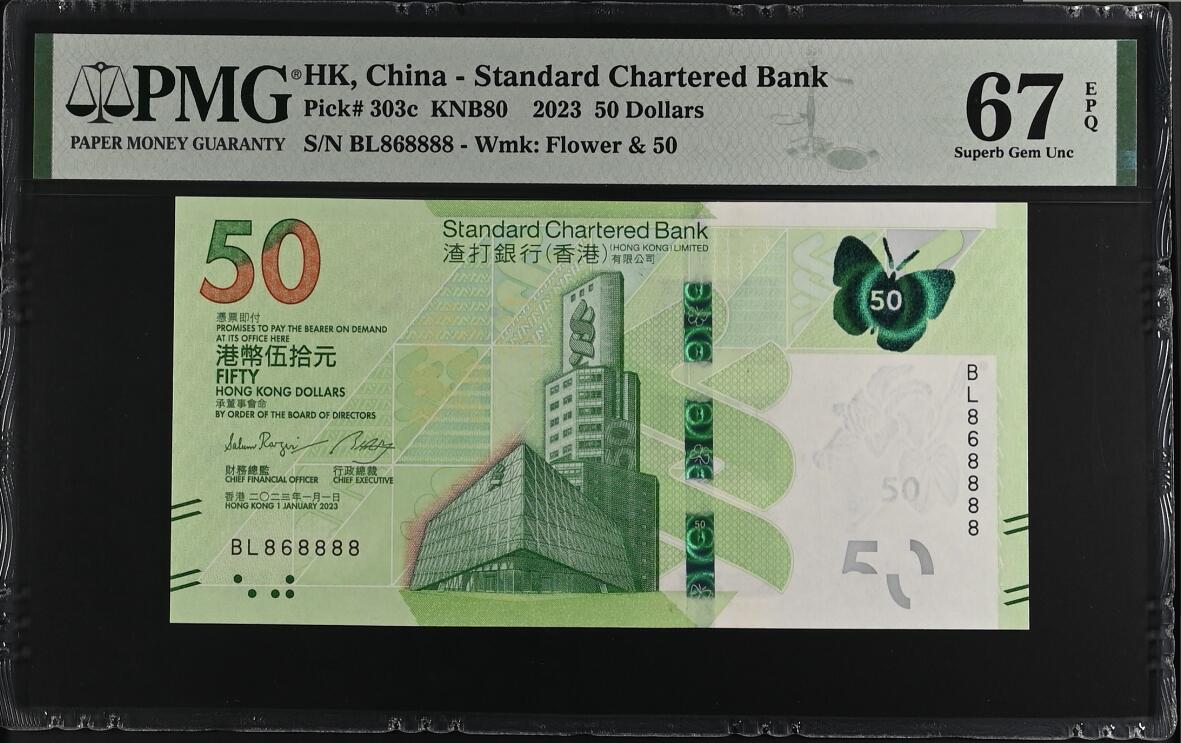 PMG®
PAPER MONEY GUARANTY
HK, China - Standard Chartered Bank
Pick# 303c KNB80 2023 50 Dollars
S/N BL868888 - Wmk: Flower & 50
67
EPQ
Superb Gem Unc
50
Standard Chartered Bank
渣打銀行(香港)
(HONG KONG) LIMITED
有限公司
憑票即付
PROMISES TO PAY THE BEARER ON DEMAND
AT ITS OFFICE HERE
港幣伍拾元
FIFTY
HONG KONG DOLLARS
承董事會命
BY ORDER OF THE BOARD OF DIRECTORS
財務總監
CHIEF FINANCIAL OFFICER
行政總裁
CHIEF EXECUTIVE
香港 二〇二三年一月一日
HONG KONG 1 JANUARY 2023
BL868888
50
50
50
50
50
BL868888